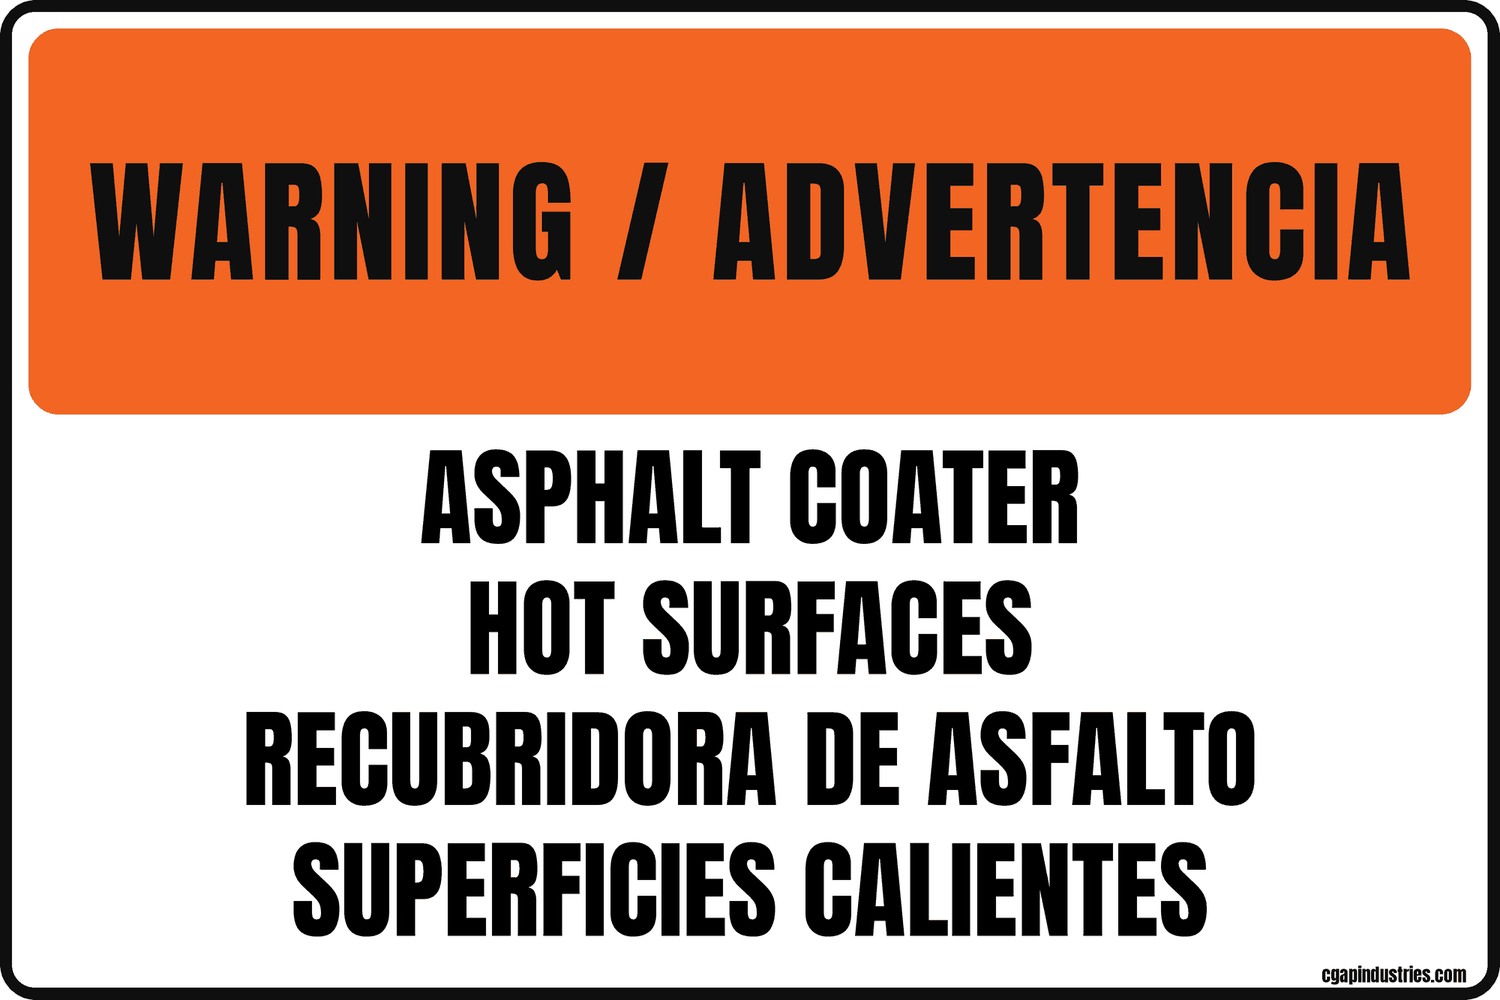 WARNING / ADVERTENCIA
ASPHALT COATER
HOT SURFACES
RECUBRIDORA DE ASFALTO
SUPERFICIES CALIENTES
cgapindustries.com